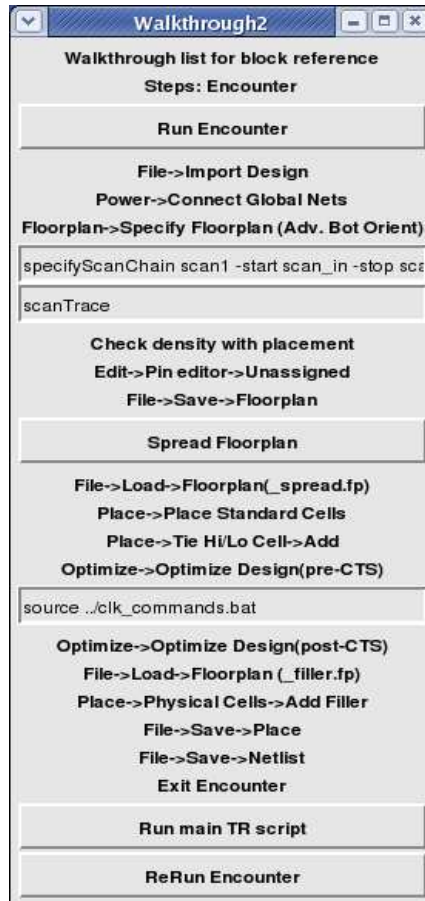 Walkthrough2
Walkthrough list for block reference
Steps: Encounter
Run Encounter
File->Import Design
Power->Connect Global Nets
Floorplan->Specify Floorplan (Adv. Bot Orient)
specifyScanChain scan1 -start scan_in -stop sca
scanTrace
Check density with placement
Edit->Pin editor->Unassigned
File->Save->Floorplan
Spread Floorplan
File->Load->Floorplan(_spread.fp)
Place->Place Standard Cells
Place->Tie Hi/Lo Cell->Add
Optimize->Optimize Design(pre-CTS)
source ../clk_commands.bat
Optimize->Optimize Design(post-CTS)
File->Load->Floorplan (_filler.fp)
Place->Physical Cells->Add Filler
File->Save->Place
File->Save->Netlist
Exit Encounter
Run main TR script
ReRun Encounter